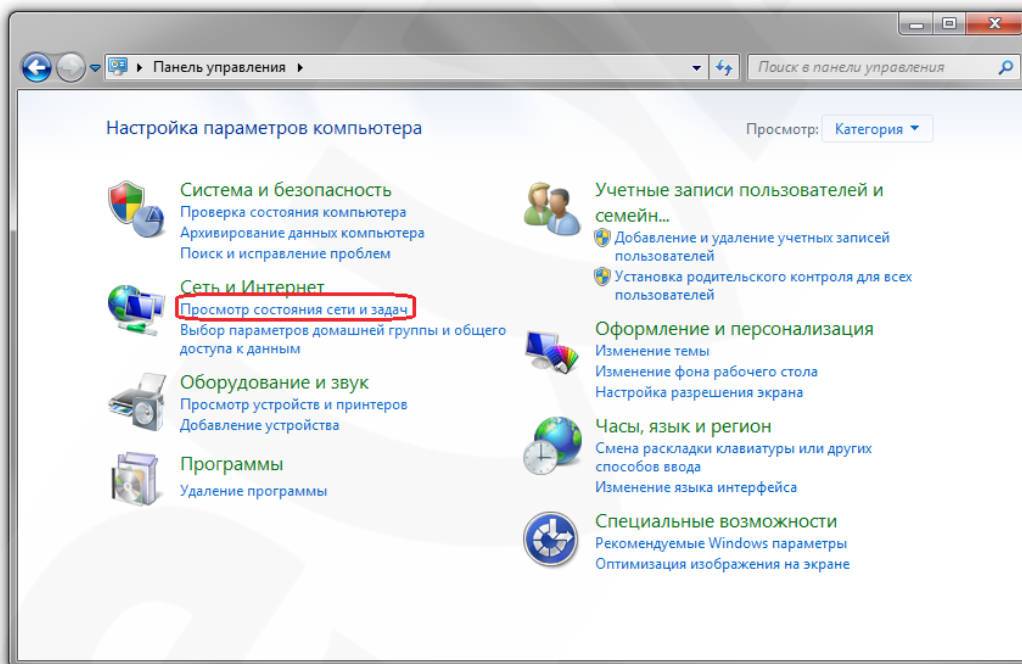 Панель управления
Поиск в панели управления
Настройка параметров компьютера
Просмотр: Категория
Система и безопасность
Проверка состояния компьютера
Архивирование данных компьютера
Поиск и исправление проблем
Сеть и Интернет
Просмотр состояния сети и задач
Выбор параметров домашней группы и общего
доступа к данным
Оборудование и звук
Просмотр устройств и принтеров
Добавление устройства
Программы
Удаление программы
Учетные записи пользователей и
семейн...
Добавление и удаление учетных записей
пользователей
Установка родительского контроля для всех
пользователей
Оформление и персонализация
Изменение темы
Изменение фона рабочего стола
Настройка разрешения экрана
Часы, язык и регион
Смена раскладки клавиатуры или других
способов ввода
Изменение языка интерфейса
Специальные возможности
Рекомендуемые Windows параметры
Оптимизация изображения на экране